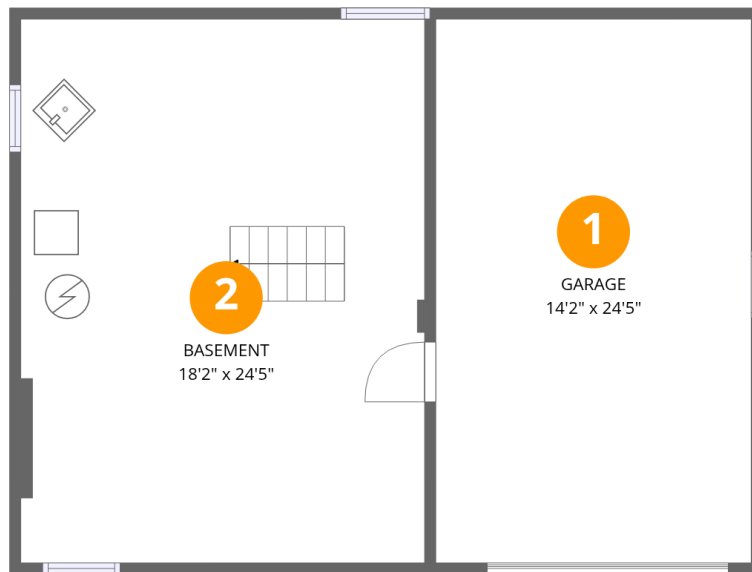 1
GARAGE
14'2" x 24'5"
2
BASEMENT
18'2" x 24'5"